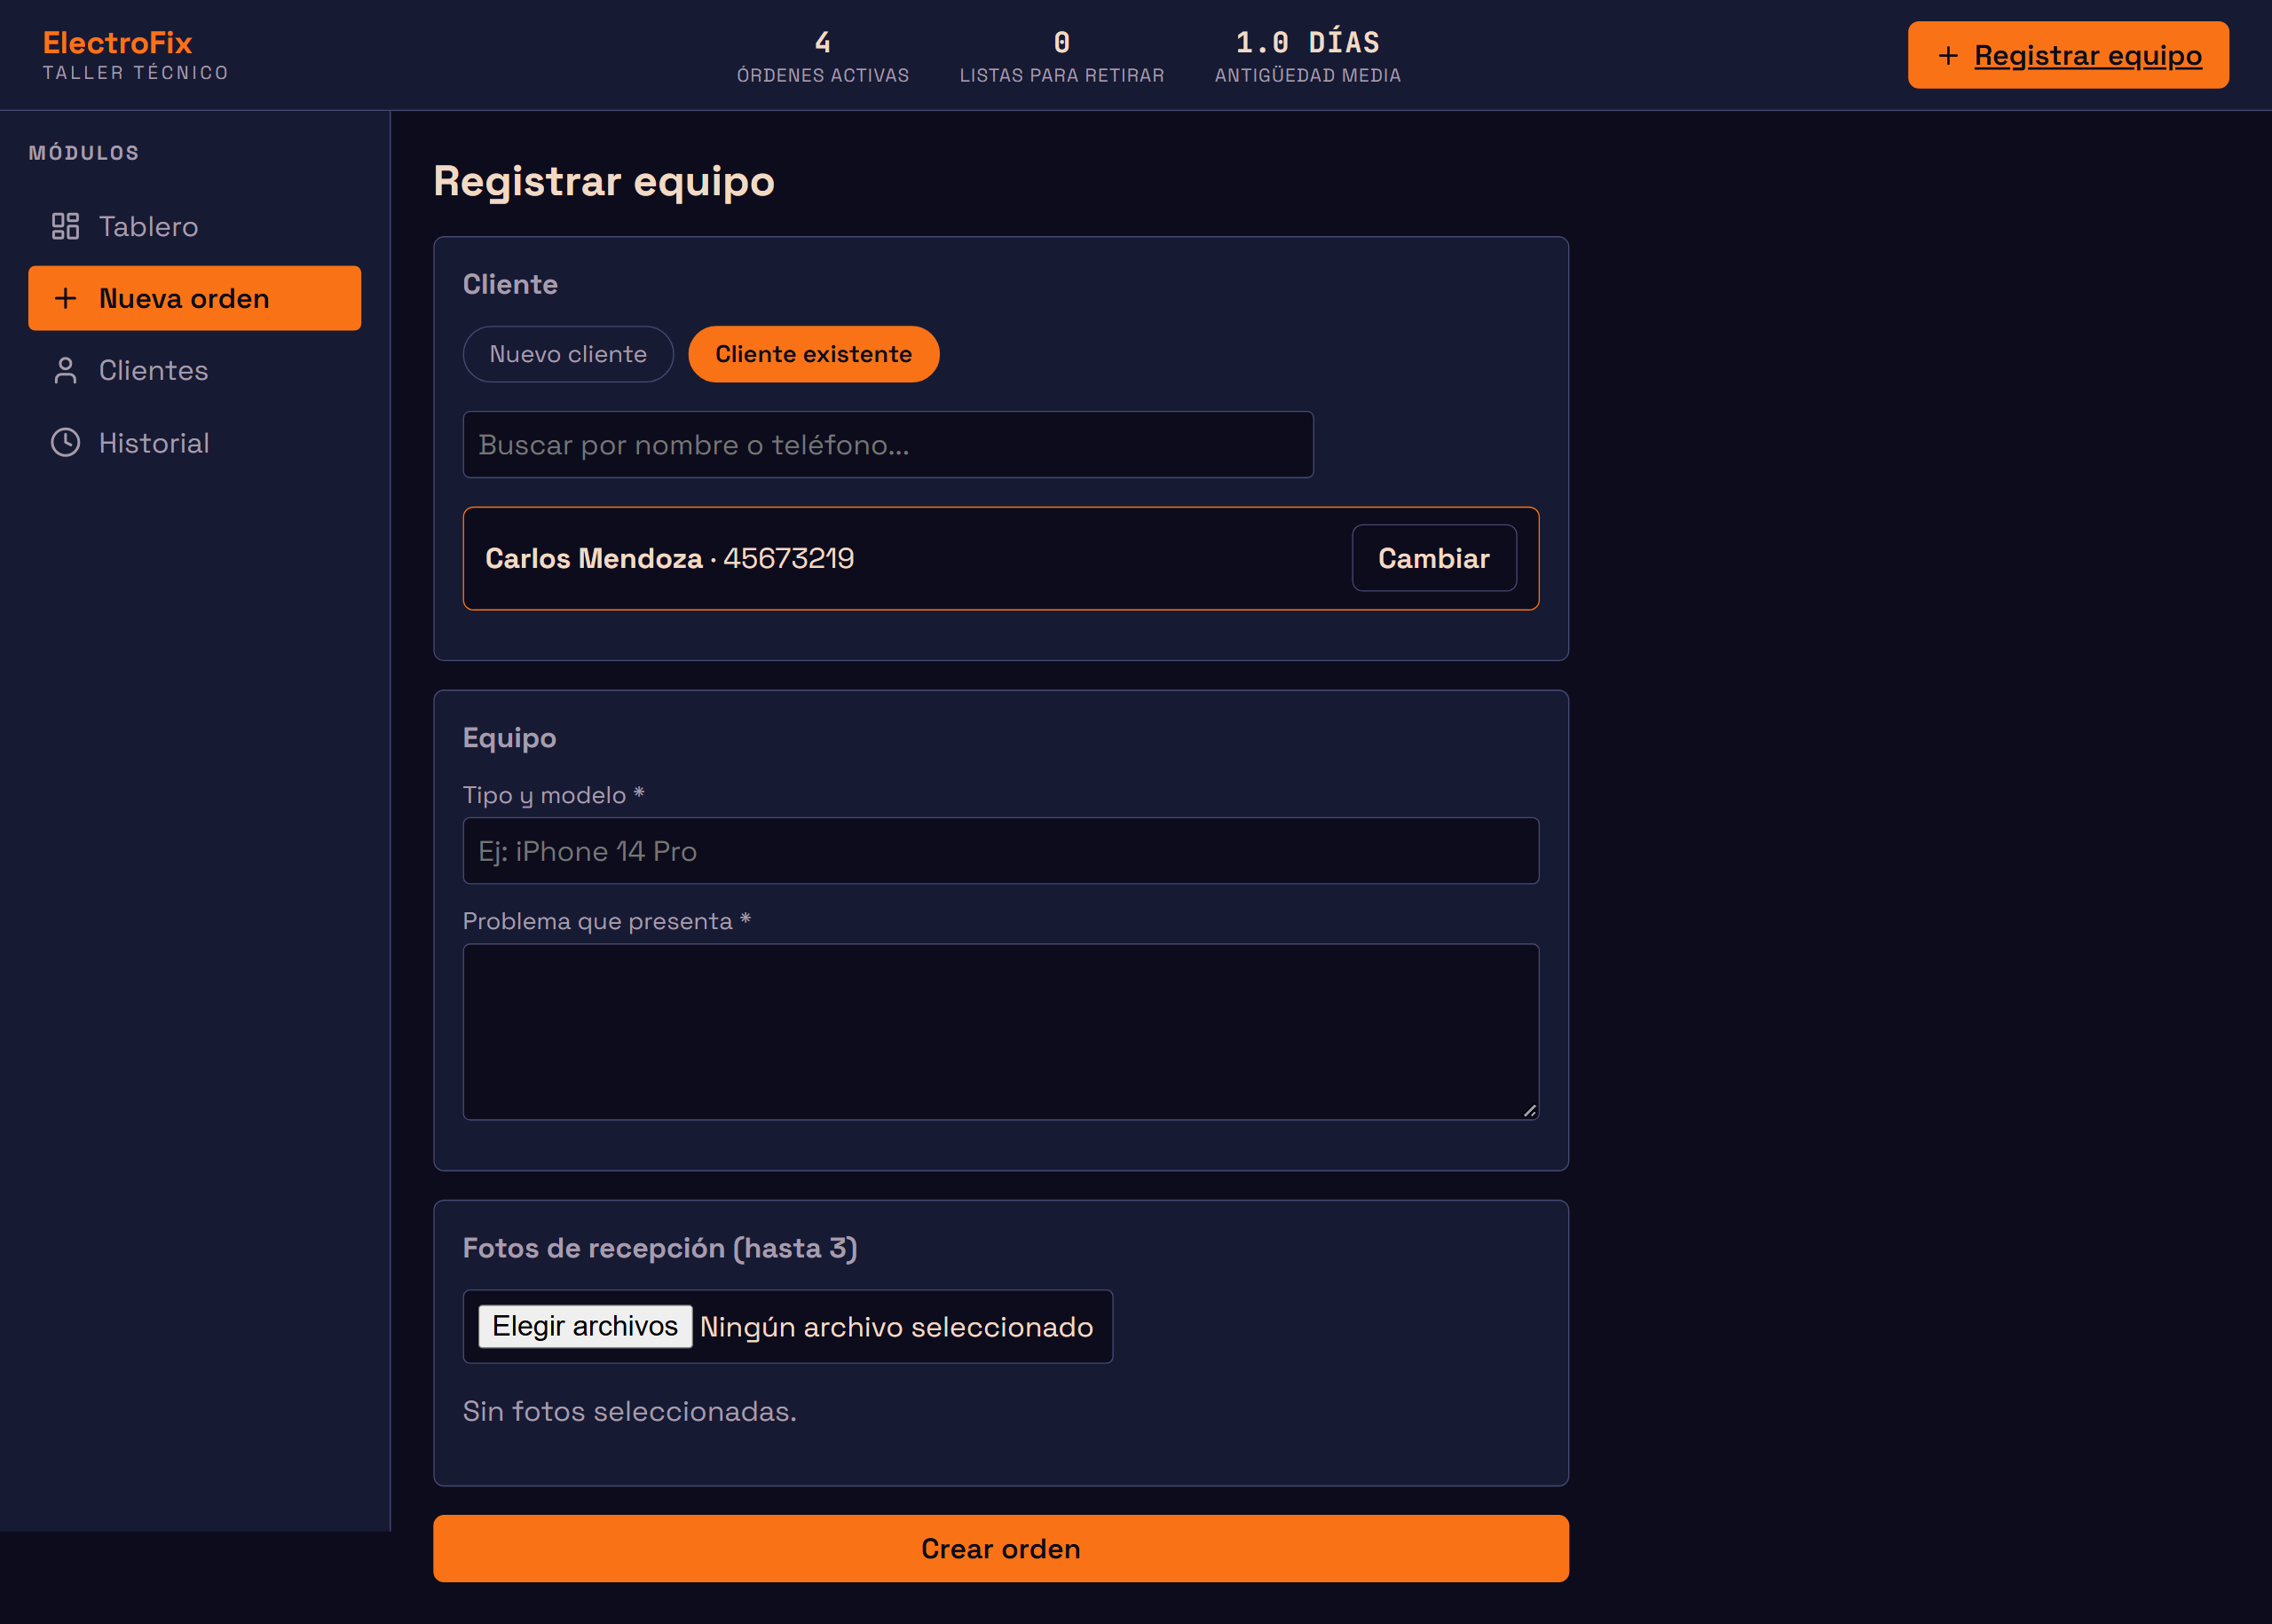 ElectroFix
TALLER TÉCNICO
4
ÓRDENES ACTIVAS
0
LISTAS PARA RETIRAR
1.0 DÍAS
ANTIGÜEDAD MEDIA
+ Registrar equipo
MÓDULOS
Tablero
Nueva orden
Clientes
Historial
Registrar equipo
Cliente
Nuevo cliente
Cliente existente
Buscar por nombre o teléfono...
Carlos Mendoza · 45673219
Cambiar
Equipo
Tipo y modelo *
Ej: iPhone 14 Pro
Problema que presenta *
Fotos de recepción (hasta 3)
Elegir archivos Ningún archivo seleccionado
Sin fotos seleccionadas.
Crear orden